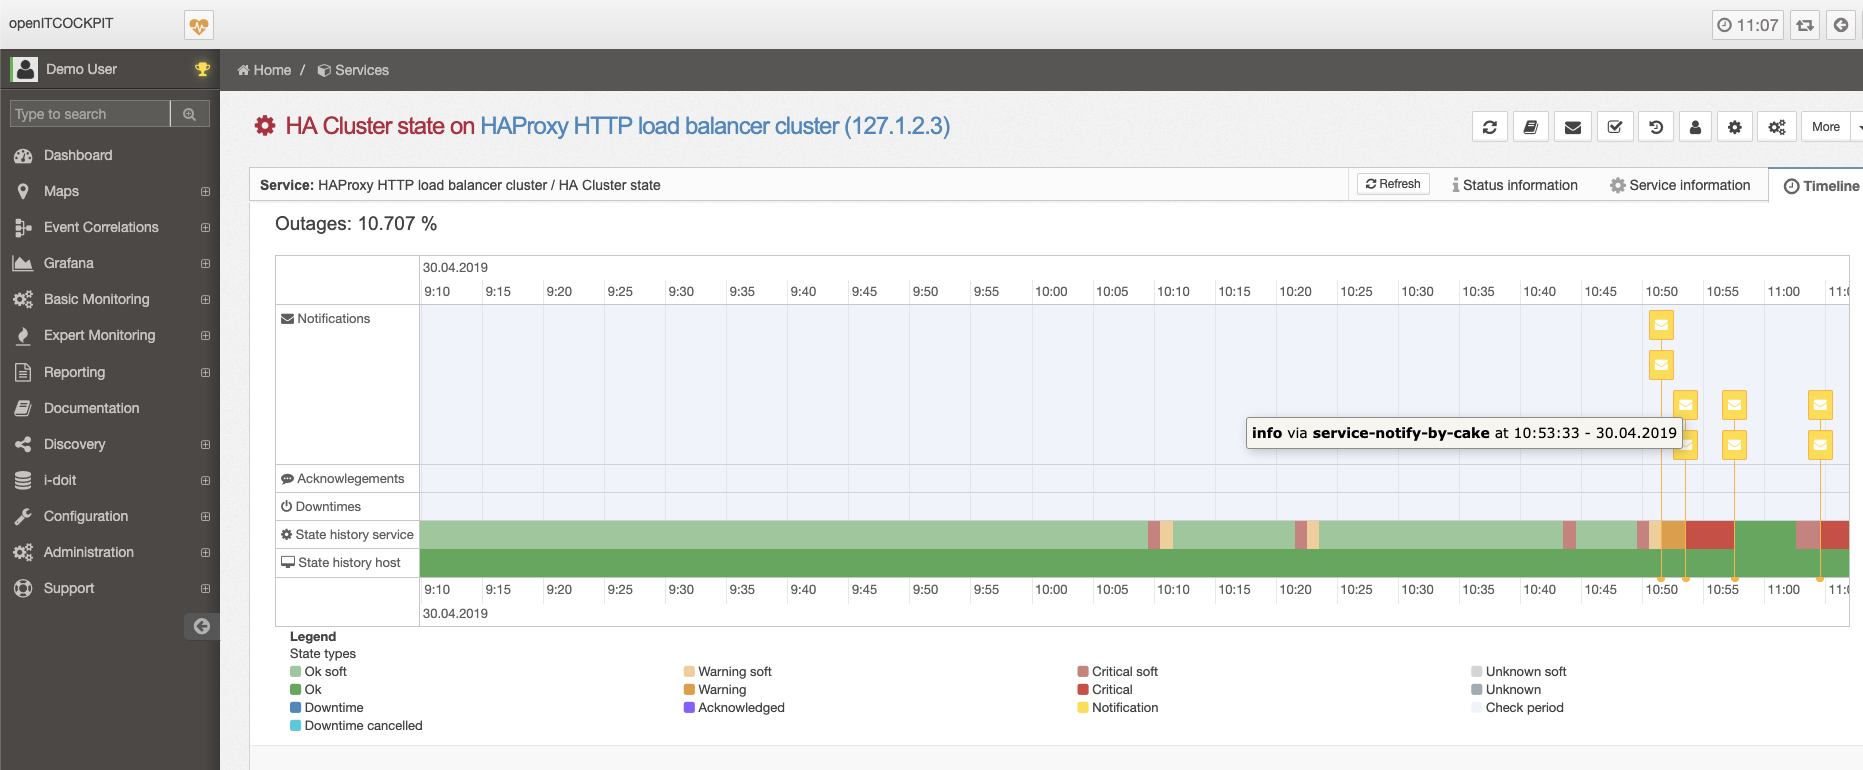 openITCOCKPIT
11:07
Demo User
Home / Services
Type to search
HA Cluster state on HAProxy HTTP load balancer cluster (127.1.2.3)
More
Dashboard
Maps
Event Correlations
Grafana
Basic Monitoring
Expert Monitoring
Reporting
Documentation
Discovery
i-doit
Configuration
Administration
Support
Service: HAProxy HTTP load balancer cluster / HA Cluster state
Refresh
Status information
Service information
Timeline
Outages: 10.707 %
30.04.2019
9:10 9:15 9:20 9:25 9:30 9:35 9:40 9:45 9:50 9:55 10:00 10:05 10:10 10:15 10:20 10:25 10:30 10:35 10:40 10:45 10:50 10:55 11:00
Notifications
info via service-notify-by-cake at 10:53:33 - 30.04.2019
Acknowlegements
Downtimes
State history service
State history host
9:10 9:15 9:20 9:25 9:30 9:35 9:40 9:45 9:50 9:55 10:00 10:05 10:10 10:15 10:20 10:25 10:30 10:35 10:40 10:45 10:50 10:55 11:00
30.04.2019
Legend
State types
Ok soft Warning soft Critical soft Unknown soft
Ok Warning Critical Unknown
Downtime Acknowledged Notification Check period
Downtime cancelled